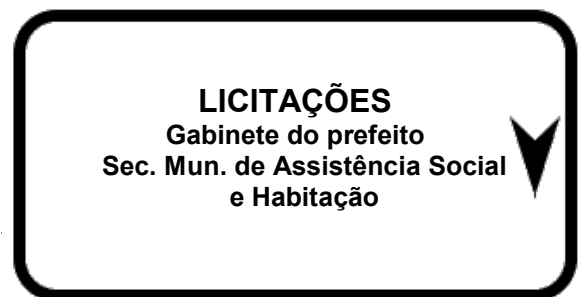 LICITAÇÕES
Gabinete do prefeito
Sec. Mun. de Assistência Social
e Habitação